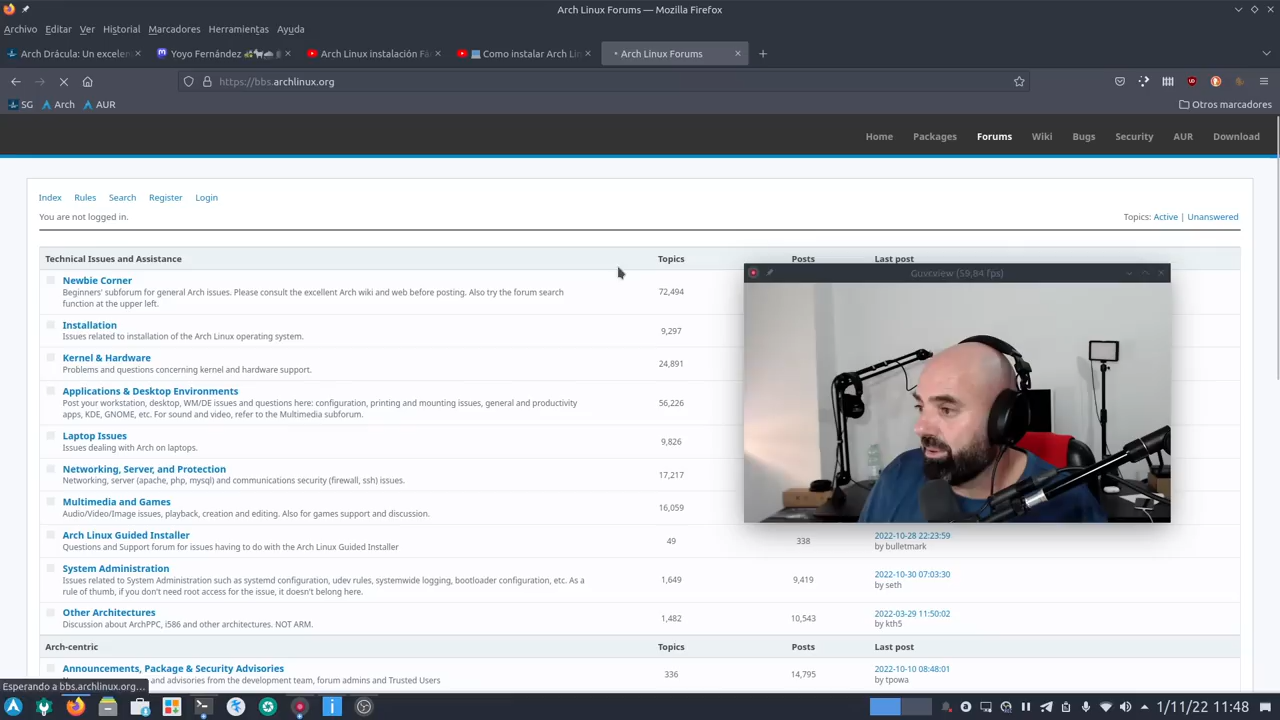 Arch Linux Forums — Mozilla Firefox
Archivo Editar Ver Historial Marcadores Herramientas Ayuda
Arch Drácula: Un excelen
Yoyo Fernández
Arch Linux instalación Fá
Como instalar Arch Lin
Arch Linux Forums
https://bbs.archlinux.org
SG Arch AUR Otros marcadores
Home Packages Forums Wiki Bugs Security AUR Download
Index Rules Search Register Login
You are not logged in. Topics: Active | Unanswered
Technical Issues and Assistance Topics Posts Last post
Newbie Corner
Beginners' subforum for general Arch issues. Please consult the excellent Arch wiki and web before posting. Also try the forum search
function at the upper left.
72,494
Guvcview (59,84 fps)
Installation
Issues related to installation of the Arch Linux operating system.
9,297
Kernel & Hardware
Problems and questions concerning kernel and hardware support.
24,891
Applications & Desktop Environments
Post your workstation, desktop, WM/DE issues and questions here: configuration, printing and mounting issues, general and productivity
apps, KDE, GNOME, etc. For sound and video, refer to the Multimedia subforum.
56,226
Laptop Issues
Issues dealing with Arch on laptops.
9,826
Networking, Server, and Protection
Networking, server (apache, php, mysql) and communications security (firewall, ssh) issues.
17,217
Multimedia and Games
Audio/Video/Image issues, playback, creation and editing. Also for games support and discussion.
16,059
Arch Linux Guided Installer
Questions and Support forum for issues having to do with the Arch Linux Guided Installer
49 338 2022-10-28 22:23:59
by bulletmark
System Administration
Issues related to System Administration such as systemd configuration, udev rules, systemwide logging, bootloader configuration, etc. As a
rule of thumb, if you don't need root access for the issue, it doesn't belong here.
1,649 9,419 2022-10-30 07:03:30
by seth
Other Architectures
Discussion about ArchPPC, i586 and other architectures. NOT ARM.
1,482 10,543 2022-03-29 11:50:02
by kth5
Arch-centric Topics Posts Last post
Announcements, Package & Security Advisories
and advisories from the development team, forum admins and Trusted Users
336 14,795 2022-10-10 08:48:01
by tpowa
Esperando a bbs.archlinux.org…
1/11/22 11:48